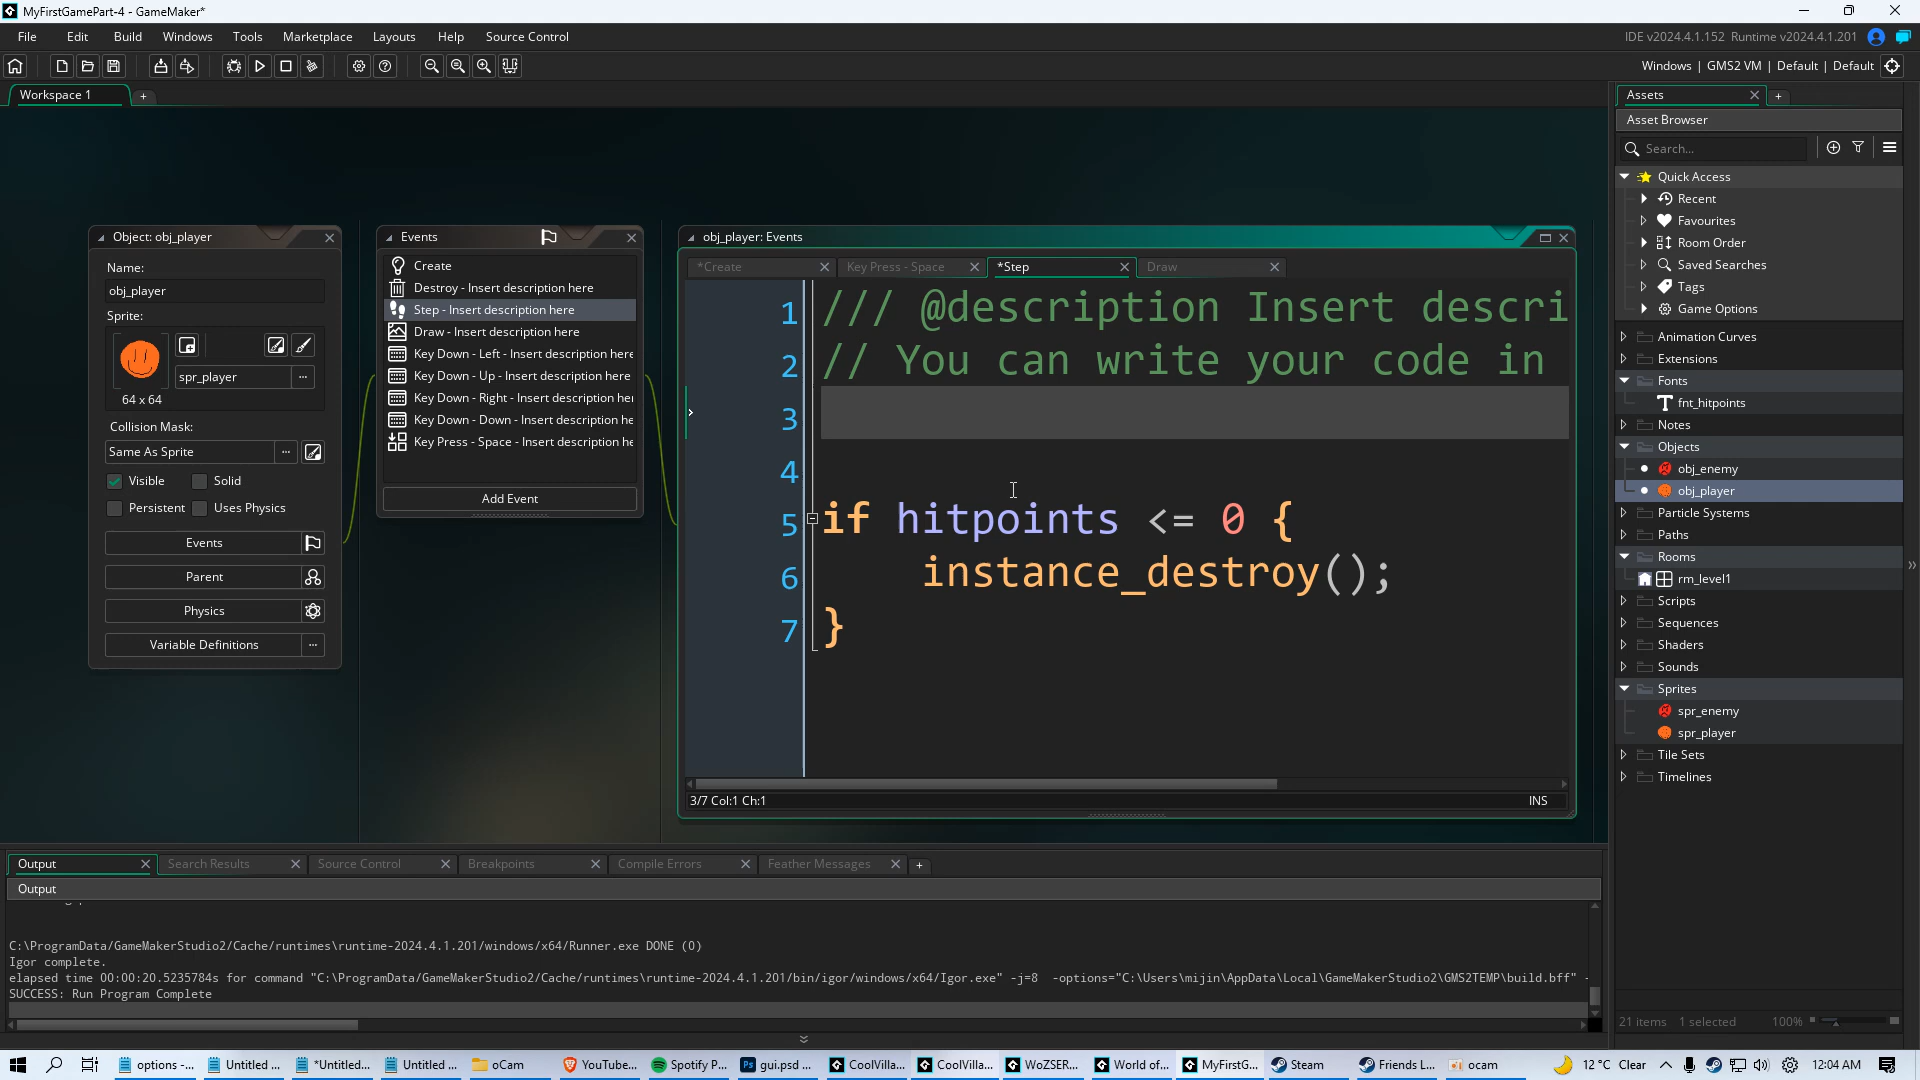 MyFirstGamePart-4 - GameMaker*
File Edit Build Windows Tools Marketplace Layouts Help Source Control
IDE v2024.4.1.152 Runtime v2024.4.1.201
Windows | GMS2 VM | Default | Default
Workspace 1
Object: obj_player
Name:
obj_player
Sprite:
spr_player
64 x 64
Collision Mask:
Same As Sprite
Visible Solid
Persistent Uses Physics
Events
Parent
Physics
Variable Definitions
Events
Create
Destroy - Insert description here
Step - Insert description here
Draw - Insert description here
Key Down - Left - Insert description here
Key Down - Up - Insert description here
Key Down - Right - Insert description her
Key Down - Down - Insert description he
Key Press - Space - Insert description he
Add Event
obj_player: Events
*Create Key Press - Space *Step Draw
1 /// @description Insert descri
2 // You can write your code in
3
4
5 if hitpoints <= 0 {
6 instance_destroy();
7 }
3/7 Col:1 Ch:1 INS
Assets
Asset Browser
Search...
Quick Access
Recent
Favourites
Room Order
Saved Searches
Tags
Game Options
Animation Curves
Extensions
Fonts
fnt_hitpoints
Notes
Objects
obj_enemy
obj_player
Particle Systems
Paths
Rooms
rm_level1
Scripts
Sequences
Shaders
Sounds
Sprites
spr_enemy
spr_player
Tile Sets
Timelines
21 items 1 selected 100%
Output Search Results Source Control Breakpoints Compile Errors Feather Messages
Output
C:\ProgramData/GameMakerStudio2/Cache/runtimes\runtime-2024.4.1.201/windows/x64/Runner.exe DONE (0)
Igor complete.
elapsed time 00:00:20.5235784s for command "C:\ProgramData/GameMakerStudio2/Cache/runtimes\runtime-2024.4.1.201/bin/igor/windows/x64/Igor.exe" -j=8 -options="C:\Users\mijin\AppData\Local\GameMakerStudio2\GMS2TEMP\build.bff" -
SUCCESS: Run Program Complete
options -... Untitled ... *Untitled... Untitled ... oCam YouTube... Spotify P... gui.psd ... CoolVilla... CoolVilla... WoZSER... World of... MyFirstG... Steam Friends L... ocam 12 °C Clear 12:04 AM